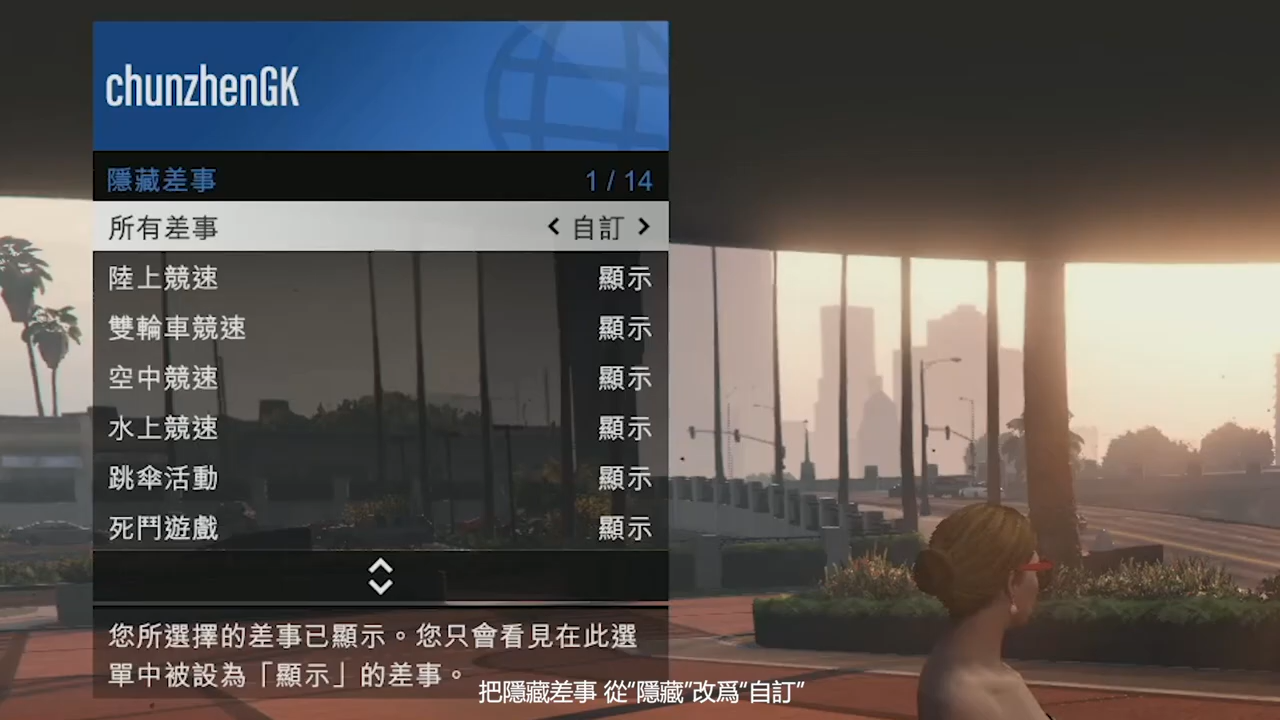 chunzhenGK
隱藏差事 1 / 14
所有差事 自訂
陸上競速 顯示
雙輪車競速 顯示
空中競速 顯示
水上競速 顯示
跳傘活動 顯示
死鬥遊戲 顯示
您所選擇的差事已顯示。您只會看見在此選
單中被設為「顯示」的差事。
把隱藏差事 從“隱藏”改爲“自訂”